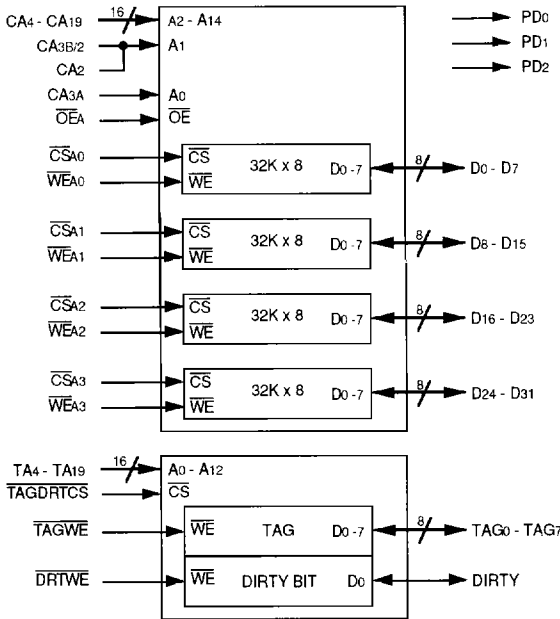 CA4 - CA19 16 A2 - A14 PD0
CA3B/2 A1 PD1
CA2 PD2
CA3A A0
OEA OE
CSA0 CS 32K x 8 D0 -7 8 D0 - D7
WEA0 WE
CSA1 CS 32K x 8 D0 -7 8 D8 - D15
WEA1 WE
CSA2 CS 32K x 8 D0 -7 8 D16 - D23
WEA2 WE
CSA3 CS 32K x 8 D0 -7 8 D24 - D31
WEA3 WE
TA4 - TA19 16 A0 - A12
TAGDRTCS CS
TAGWE WE TAG D0 -7 8 TAG0 - TAG7
DRTWE WE DIRTY BIT D0 DIRTY